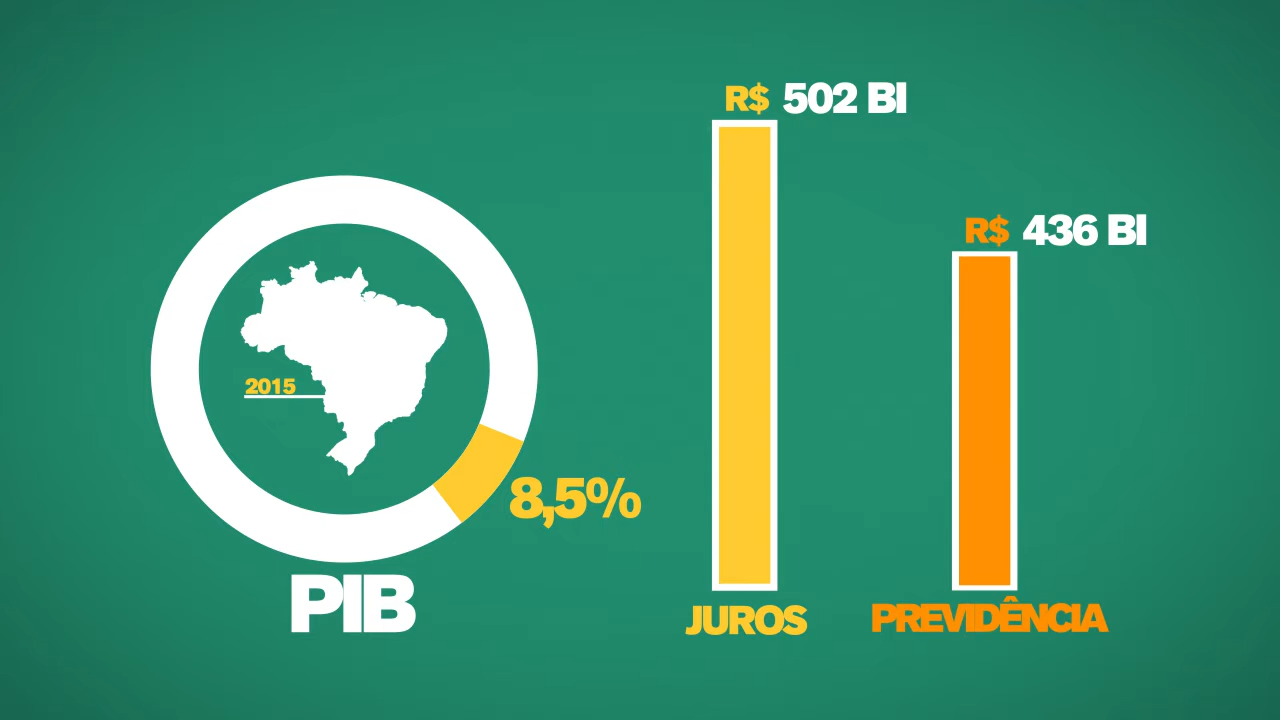 2015
8,5%
PIB
R$ 502 BI
JUROS
R$ 436 BI
PREVIDÊNCIA